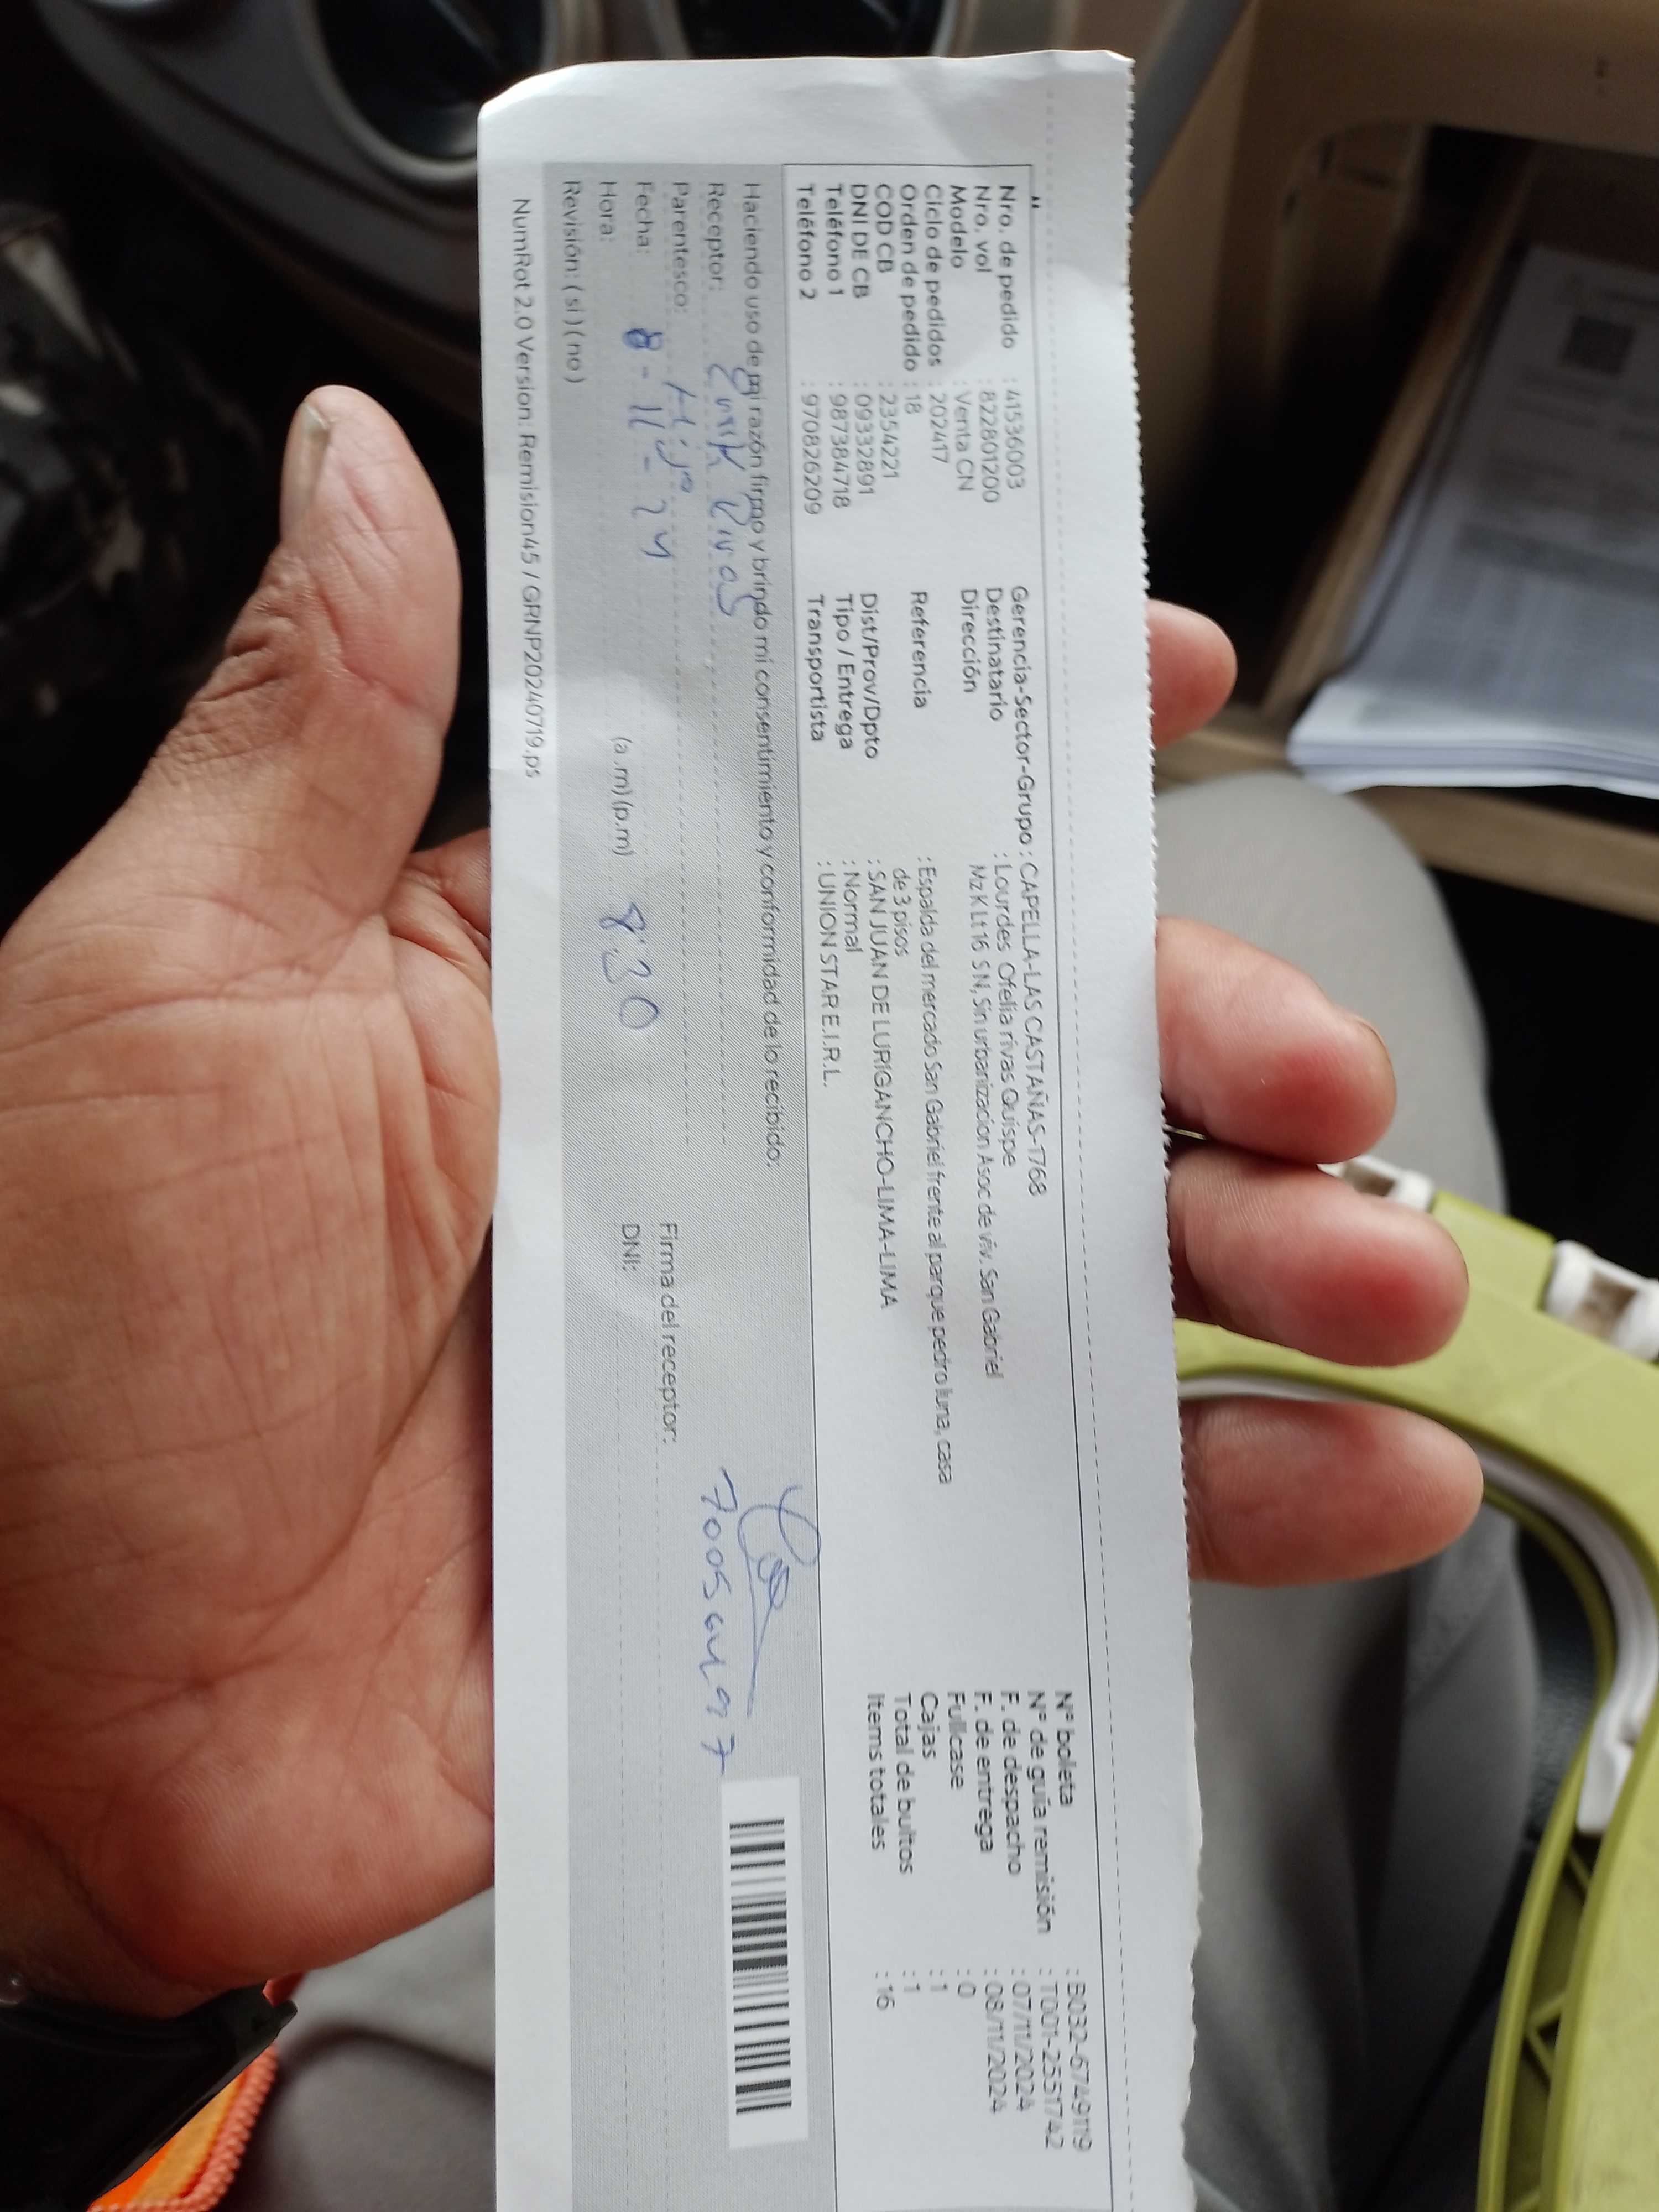 Nro. de pedido : 41536003
Nro. vol : 822801200
Modelo : Venta CN
Ciclo de pedidos : 202417
Orden de pedido : 18
COD CB : 2354221
DNI DE CB : 09332891
Teléfono 1 : 987384718
Teléfono 2 : 970826209
Gerencia-Sector-Grupo : CAPELLA-LAS CASTAÑAS-1768
Destinatario : Lourdes Ofelia rivas Quispe
Dirección Mz K Lt 16 S N, Sin urbanizacion Asoc de viv. San Gabriel
Referencia : Espalda del mercado San Gabriel frente al parque pedro luna, casa
de 3 pisos
Dist/Prov/Dpto : SAN JUAN DE LURIGANCHO-LIMA-LIMA
Tipo / Entrega : Normal
Transportista : UNION STAR E.I.R.L.
N° boleta : B032-6749119
N° de guía remisión : T001-2551742
F. de despacho : 07/11/2024
F. de entrega : 08/11/2024
Fullcase : 0
Cajas : 1
Total de bultos : 1
Items totales : 16
Haciendo uso de mi razón firmo y brindo mi consentimiento y conformidad de lo recibido:
Receptor: Rivas
Parentesco: Hijo
Fecha: 8-11-24
Hora: (a.m) (p.m) 8:30
Revisión: ( si ) ( no )
Firma del receptor:
DNI:
NumRot 2.0 Version: Remision45 / GRNP20240719.ps